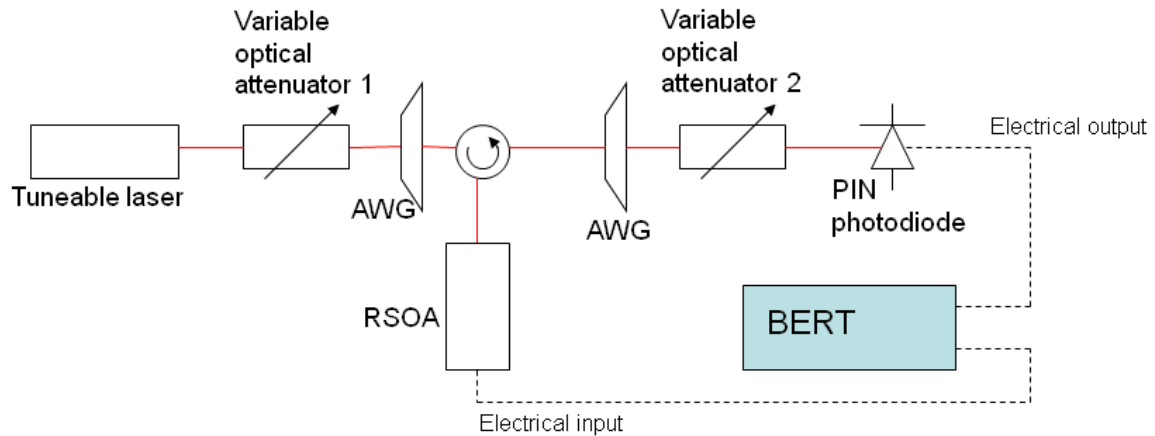 Variable
optical
attenuator 1
Variable
optical
attenuator 2
Electrical output
Tuneable laser
AWG
AWG
PIN
photodiode
RSOA
BERT
Electrical input